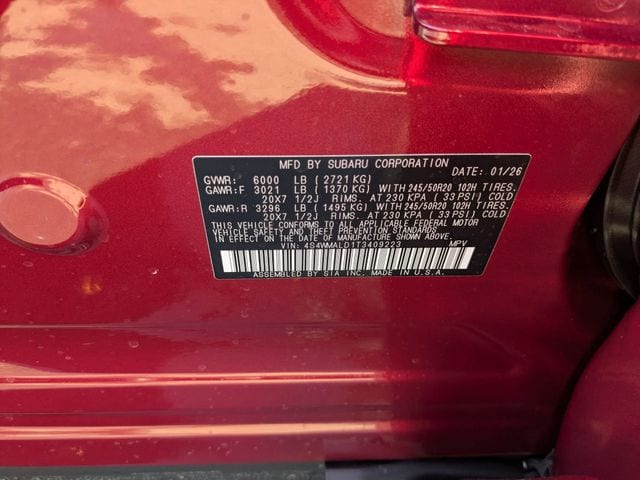 MFD BY SUBARU CORPORATION
DATE: 01/26
GVWR: 6000 LB ( 2721 KG)
GAWR:F 3021 LB ( 1370 KG) WITH 245/50R20 102H TIRES.
20X7 1/2J RIMS. AT 230 KPA ( 33 PSI) COLD
GAWR:R 3296 LB ( 1495 KG) WITH 245/50R20 102H TIRES.
20X7 1/2J RIMS. AT 230 KPA ( 33 PSI) COLD
THIS VEHICLE CONFORMS TO ALL APPLICABLE FEDERAL MOTOR
VEHICLE SAFETY AND THEFT PREVENTION STANDARDS
IN EFFECT ON THE DATE OF MANUFACTURE SHOWN ABOVE.
VIN: 4S4WMALD1T3409223 MPV
ASSEMBLED BY SIA INC. MADE IN U.S.A.